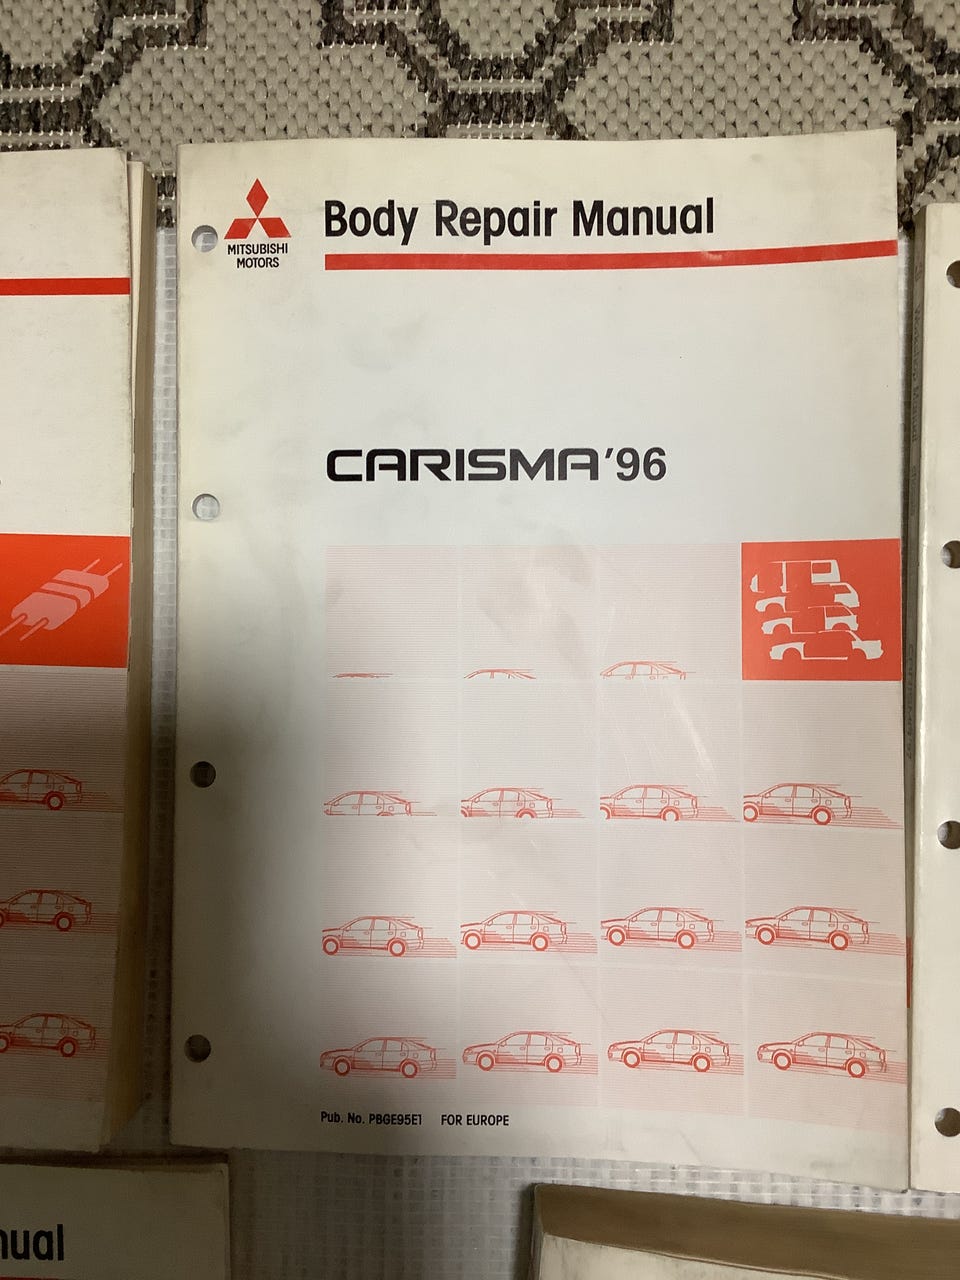 MITSUBISHI
MOTORS
Body Repair Manual
CARISMA '96
Pub. No. PBGE95E1 FOR EUROPE
nual